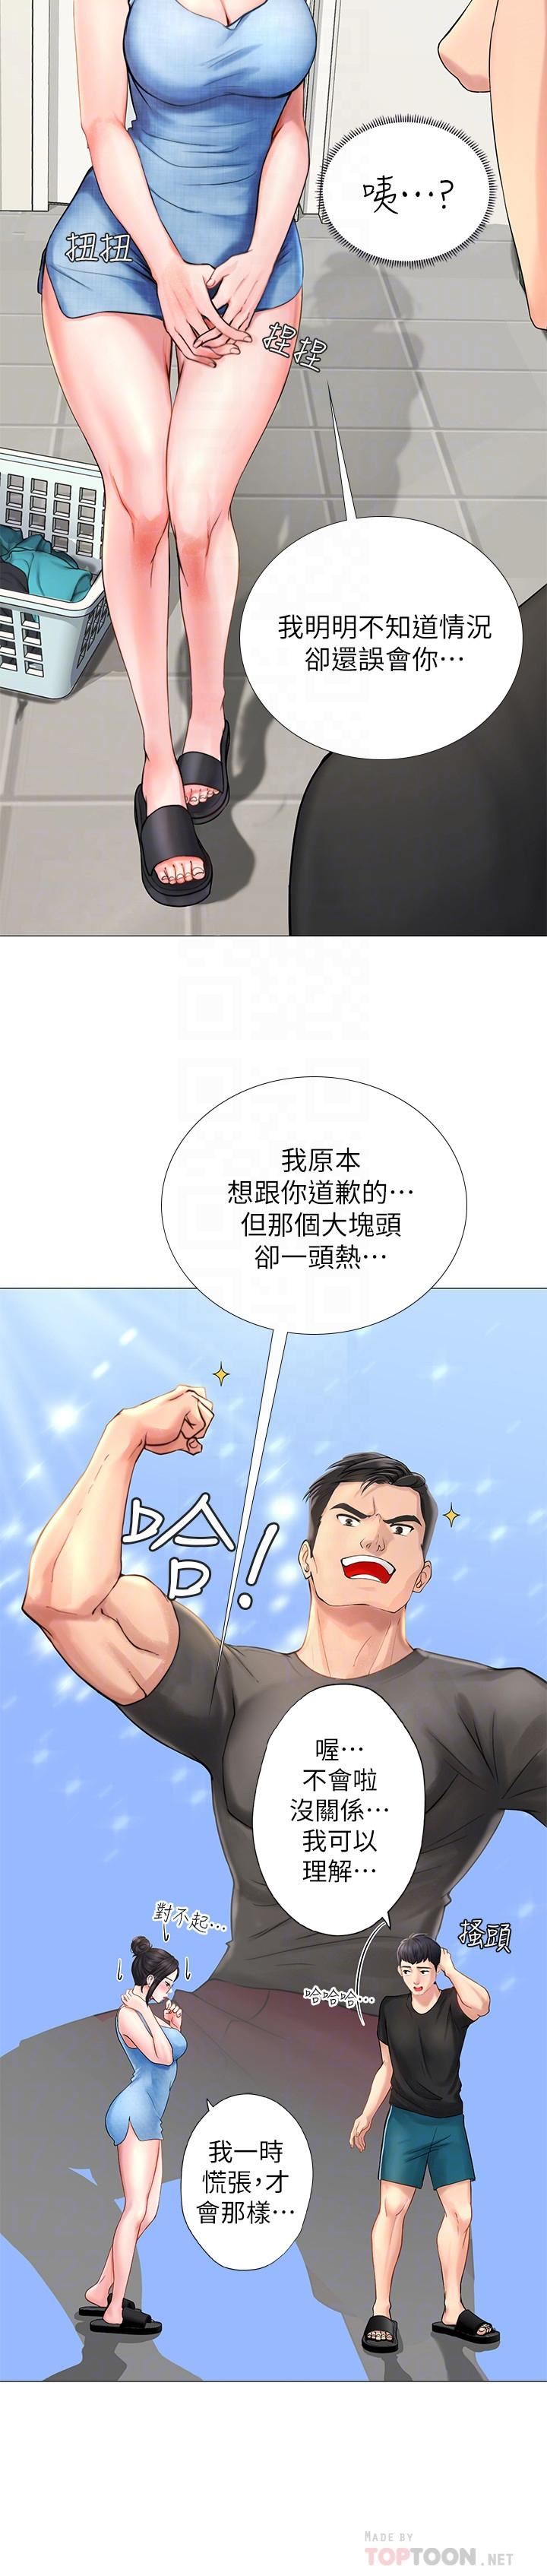 咦…?
扭扭
捏捏
我明明不知道情況
卻還誤會你…
我原本
想跟你道歉的…
但那個大塊頭
卻一頭熱…
哈哈!
喔…
不會啦
沒關係…
我可以
理解…
對不起…
搔頭
哈哈哈…
我一時
慌張,才
會那樣…
MADE BY
TOPTOON.NET